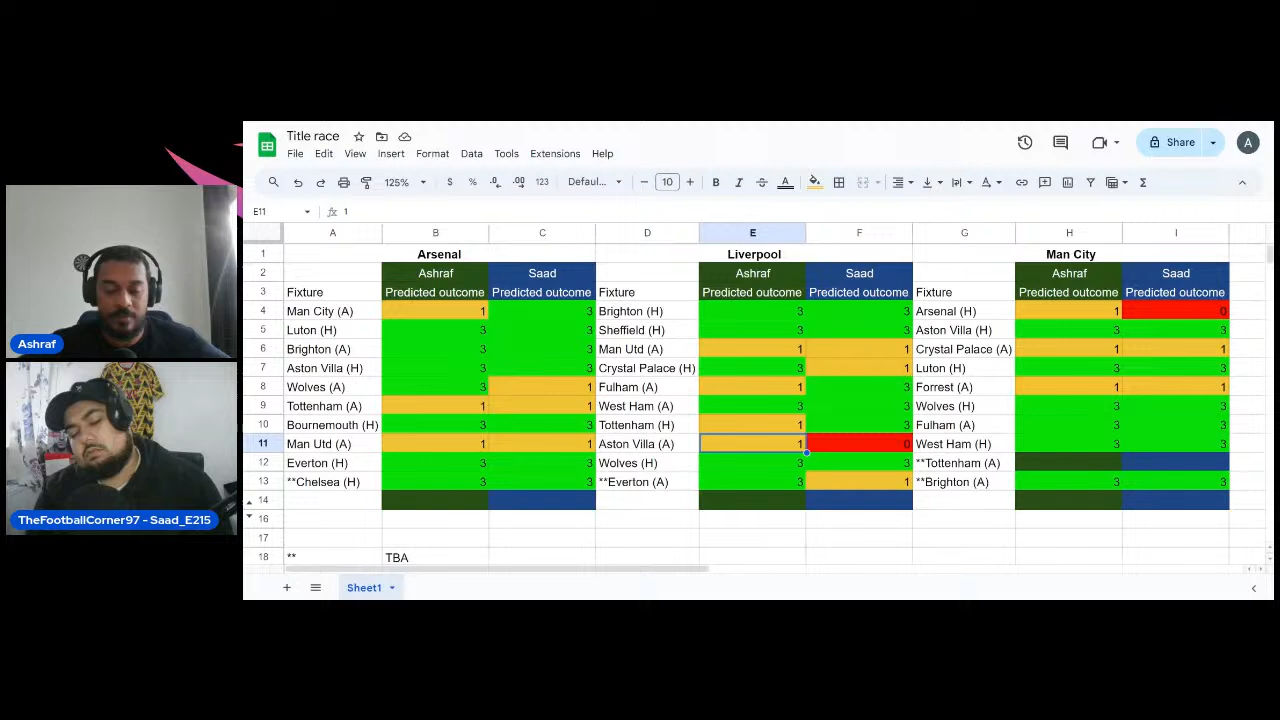 Title race
File Edit View Insert Format Data Tools Extensions Help
Share
A
125% $ % .0 .00 123 Defaul... 10 B I A
E11 fx 1
A B C D E F G H I
1 Arsenal Liverpool Man City
2 Ashraf Saad Ashraf Saad Ashraf Saad
3 Fixture Predicted outcome Predicted outcome Fixture Predicted outcome Predicted outcome Fixture Predicted outcome Predicted outcome
4 Man City (A) 1 3 Brighton (H) 3 3 Arsenal (H) 1 0
5 Luton (H) 3 3 Sheffield (H) 3 3 Aston Villa (H) 3 3
6 Brighton (A) 3 3 Man Utd (A) 1 1 Crystal Palace (A) 1 1
7 Aston Villa (H) 3 3 Crystal Palace (H) 3 1 Luton (H) 3 3
8 Wolves (A) 3 1 Fulham (A) 1 3 Forrest (A) 1 1
9 Tottenham (A) 1 1 West Ham (A) 3 3 Wolves (H) 3 3
10 Bournemouth (H) 3 3 Tottenham (H) 1 3 Fulham (A) 3 3
11 Man Utd (A) 1 1 Aston Villa (A) 1 0 West Ham (H) 3 3
12 Everton (H) 3 3 Wolves (H) 3 3 **Tottenham (A)
13 **Chelsea (H) 3 3 **Everton (A) 3 1 **Brighton (A) 3 3
14
16
17
18 ** TBA
Sheet1
Ashraf
TheFootballCorner97 - Saad_E215